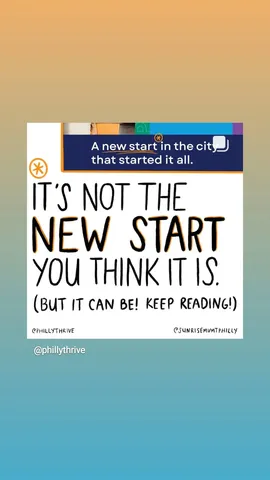 A new start in the city
that started it all.
IT'S NOT THE
NEW START
YOU THINK IT IS.
(BUT IT CAN BE! KEEP READING!)
@PHILLYTHRIVE @SUNRISEMVMTPHILLY
@phillythrive